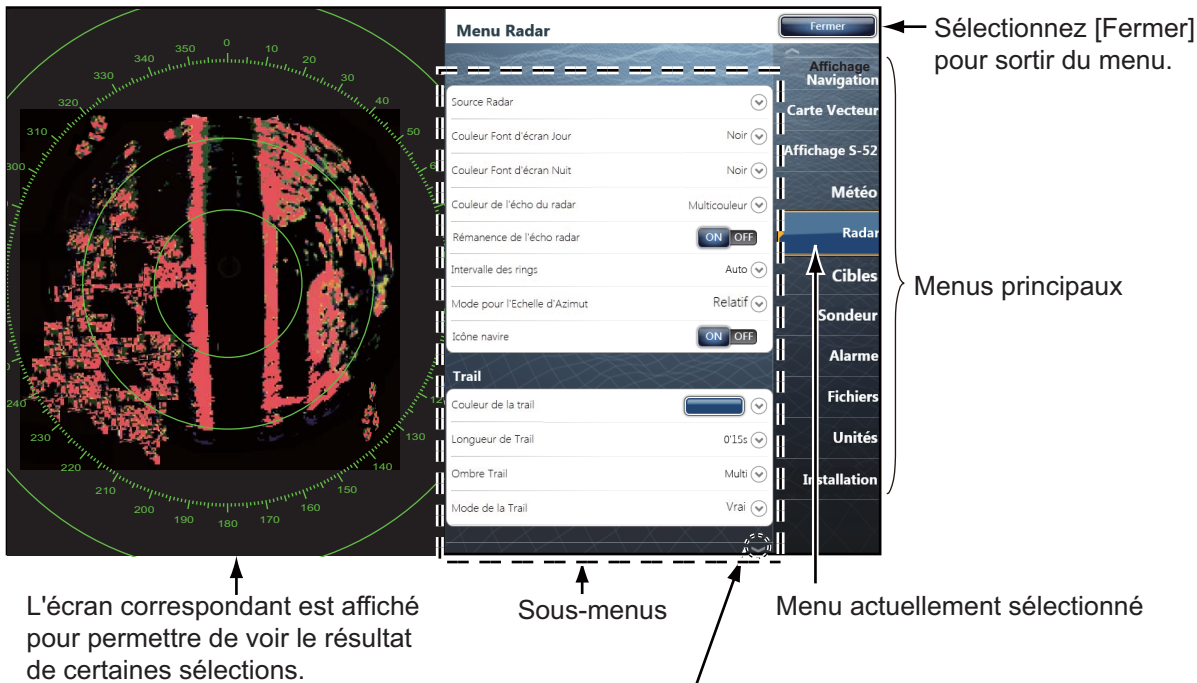 Menu Radar
Fermer
Sélectionnez [Fermer]
pour sortir du menu.
Source Radar
Couleur Font d'écran Jour Noir
Couleur Font d'écran Nuit Noir
Couleur de l'écho du radar Multicouleur
Rémanence de l'écho radar ON OFF
Intervalle des rings Auto
Mode pour l'Echelle d'Azimut Relatif
Icône navire ON OFF
Trail
Couleur de la trail
Longueur de Trail 0'15s
Ombre Trail Multi
Mode de la Trail Vrai
Affichage
Navigation
Carte Vecteur
Affichage S-52
Météo
Radar
Cibles
Sondeur
Alarme
Fichiers
Unités
Installation
Menus principaux
0
10
20
30
40
50
6
12
130
140
150
160
170
180
190
200
210
220
230
240
0
300
310
320
330
340
350
L'écran correspondant est affiché
pour permettre de voir le résultat
de certaines sélections.
Sous-menus
Menu actuellement sélectionné